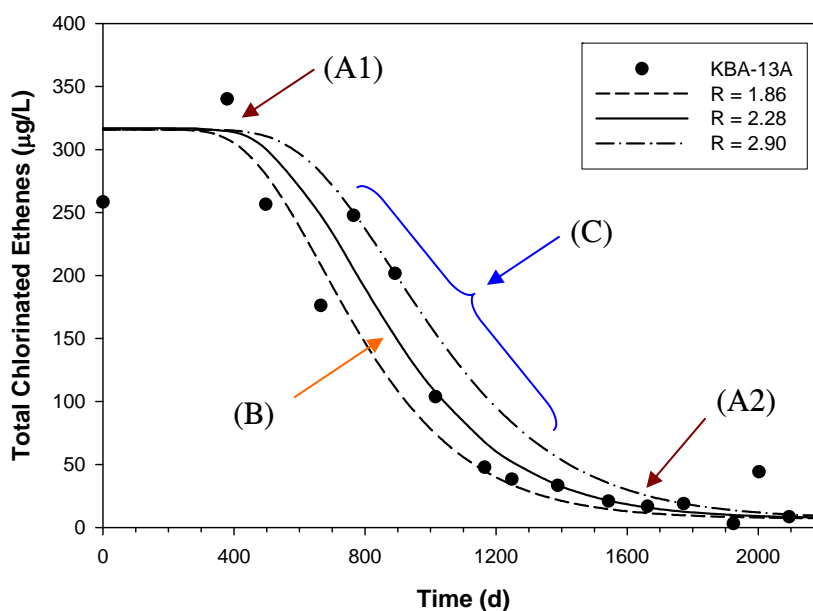 400
350
300
250
200
150
100
50
0
Total Chlorinated Ethenes (µg/L)
(A1)
KBA-13A
R = 1.86
R = 2.28
R = 2.90
(C)
(B)
(A2)
0 400 800 1200 1600 2000
Time (d)